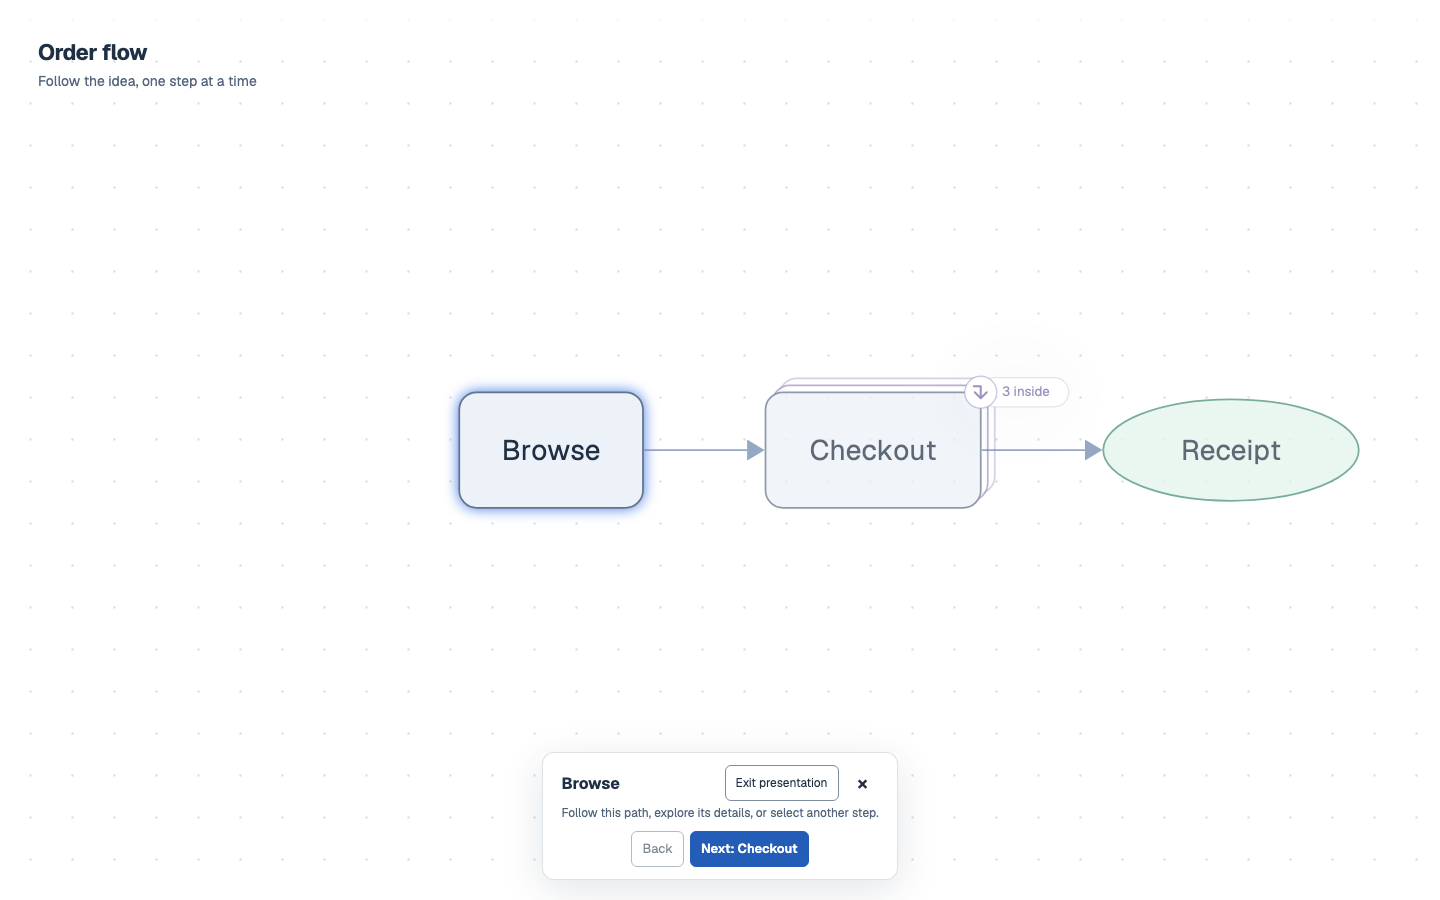 Order flow
Follow the idea, one step at a time
3 inside
Browse
Checkout
Receipt
Browse
Exit presentation
×
Follow this path, explore its details, or select another step.
Back
Next: Checkout